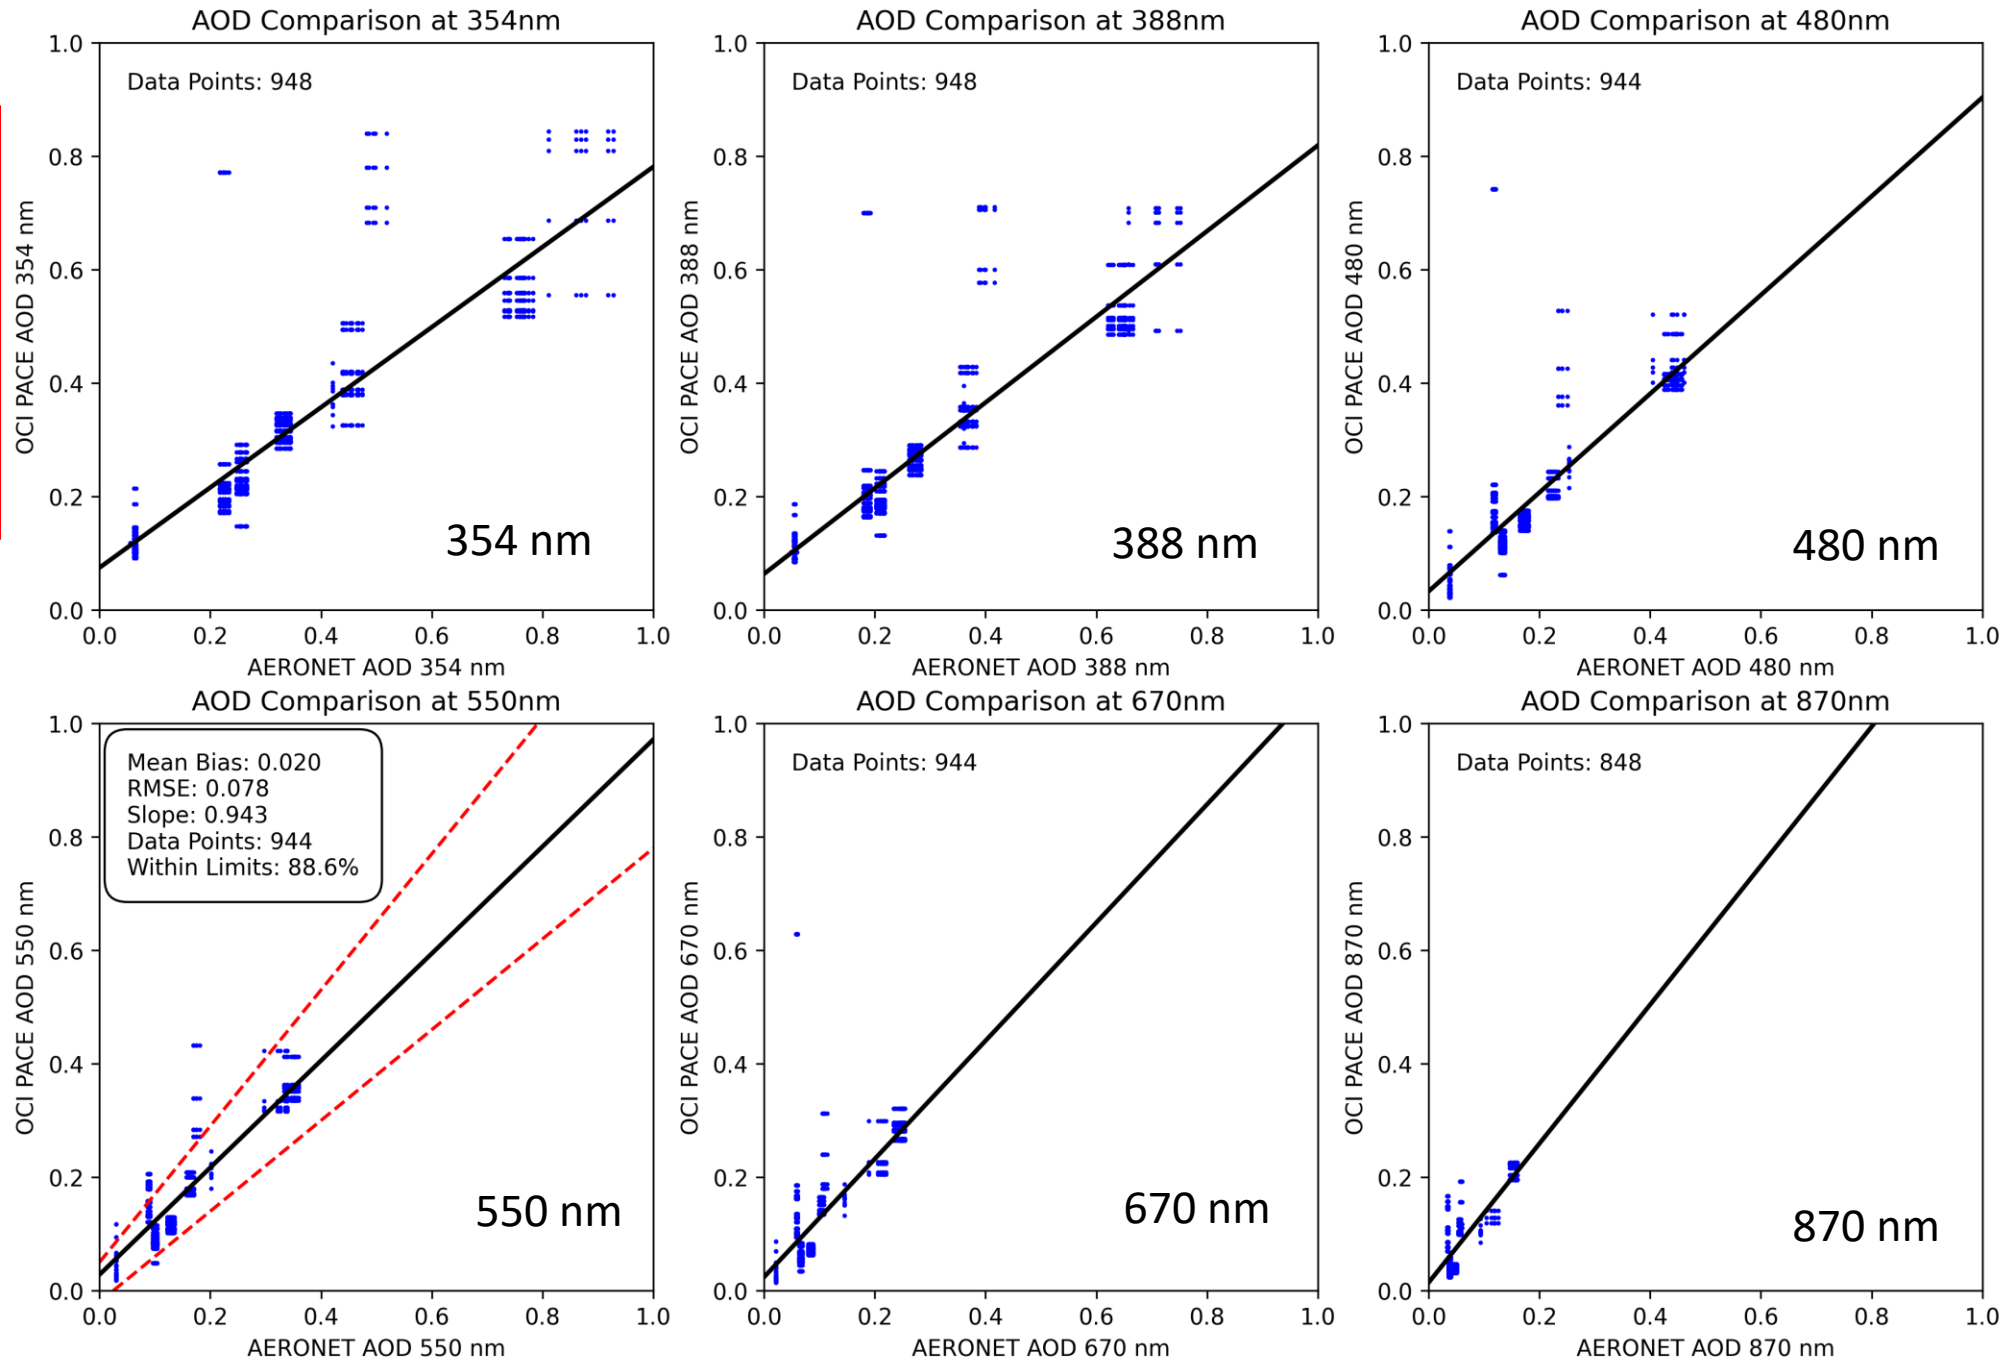 AOD Comparison at 354nm
1.0
0.8
0.6
0.4
0.2
0.0
OCI PACE AOD 354 nm
Data Points: 948
354 nm
0.0 0.2 0.4 0.6 0.8 1.0
AERONET AOD 354 nm
AOD Comparison at 388nm
1.0
0.8
0.6
0.4
0.2
0.0
OCI PACE AOD 388 nm
Data Points: 948
388 nm
0.0 0.2 0.4 0.6 0.8 1.0
AERONET AOD 388 nm
AOD Comparison at 480nm
1.0
0.8
0.6
0.4
0.2
0.0
OCI PACE AOD 480 nm
Data Points: 944
480 nm
0.0 0.2 0.4 0.6 0.8 1.0
AERONET AOD 480 nm
AOD Comparison at 550nm
1.0
0.8
0.6
0.4
0.2
0.0
OCI PACE AOD 550 nm
Mean Bias: 0.020
RMSE: 0.078
Slope: 0.943
Data Points: 944
Within Limits: 88.6%
550 nm
0.0 0.2 0.4 0.6 0.8 1.0
AERONET AOD 550 nm
AOD Comparison at 670nm
1.0
0.8
0.6
0.4
0.2
0.0
OCI PACE AOD 670 nm
Data Points: 944
670 nm
0.0 0.2 0.4 0.6 0.8 1.0
AERONET AOD 670 nm
AOD Comparison at 870nm
1.0
0.8
0.6
0.4
0.2
0.0
OCI PACE AOD 870 nm
Data Points: 848
870 nm
0.0 0.2 0.4 0.6 0.8 1.0
AERONET AOD 870 nm